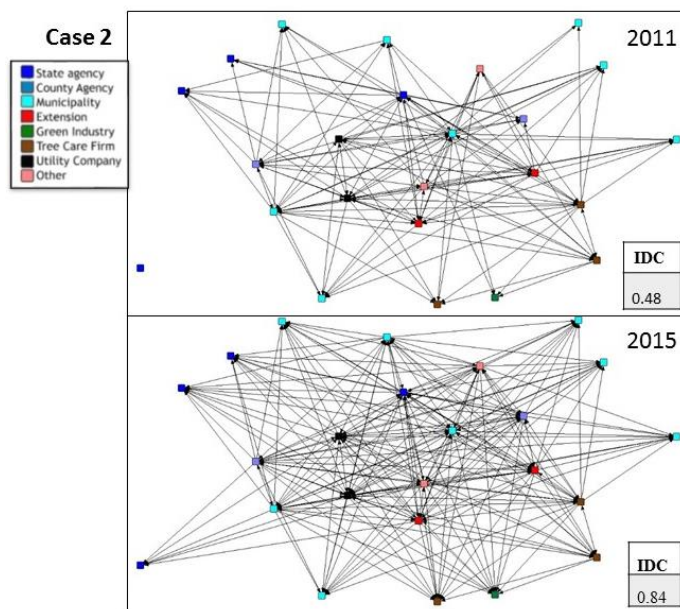 Case 2
State agency
County Agency
Municipality
Extension
Green Industry
Tree Care Firm
Utility Company
Other
2011
IDC
0.48
2015
IDC
0.84